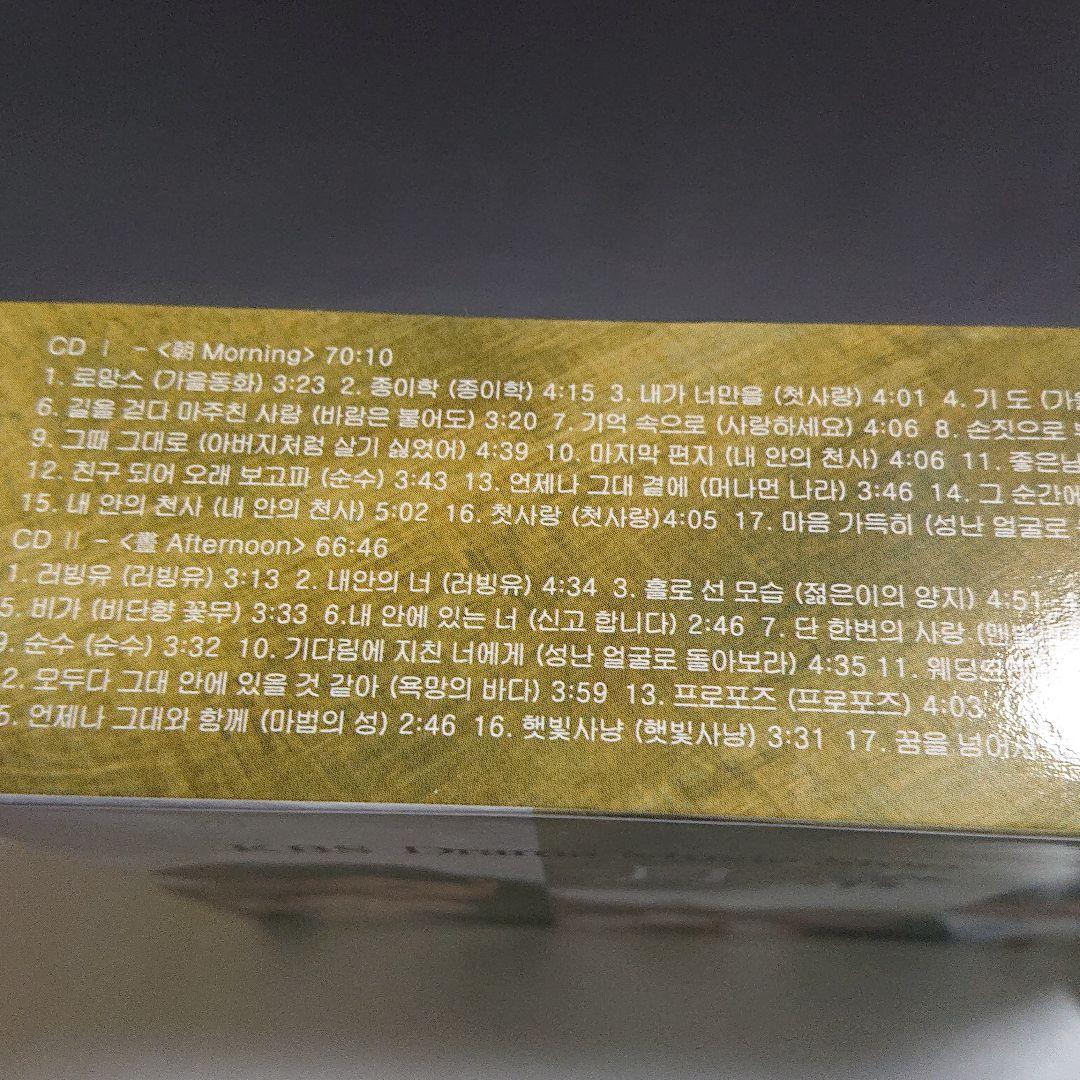 CD Ⅰ - <朝 Morning> 70:10
1. 로망스 (가을동화) 3:23 2. 종이학 (종이학) 4:15 3. 내가 너만을 (첫사랑) 4:01 4. 기 도 (가을
6. 길을 걷다 마주친 사람 (바람은 불어도) 3:20 7. 기억 속으로 (사랑하세요) 4:06 8. 손짓으로
9. 그때 그대로 (아버지처럼 살기 싫었어) 4:39 10. 마지막 편지 (내 안의 천사) 4:06 11. 좋은
12. 친구 되어 오래 보고파 (순수) 3:43 13. 언제나 그대 곁에 (머나먼 나라) 3:46 14. 그 순간에
15. 내 안의 천사 (내 안의 천사) 5:02 16. 첫사랑 (첫사랑)4:05 17. 마음 가득히 (성난 얼굴로
CD Ⅱ - <晝 Afternoon> 66:46
1. 러빙유 (러빙유) 3:13 2. 내안의 너 (러빙유) 4:34 3. 홀로 선 모습 (젊은이의 양지) 4:51
5. 비가 (비단향 꽃무) 3:33 6.내 안에 있는 너 (신고 합니다) 2:46 7. 단 한번의 사랑
9. 순수 (순수) 3:32 10. 기다림에 지친 너에게 (성난 얼굴로 돌아보라) 4:35 11. 웨딩드레스
2. 모두다 그대 안에 있을 것 같아 (욕망의 바다) 3:59 13. 프로포즈 (프로포즈) 4:03
5. 언제나 그대와 함께 (마법의 성) 2:46 16. 햇빛사냥 (햇빛사냥) 3:31 17. 꿈을 넘어서
KBS Drama